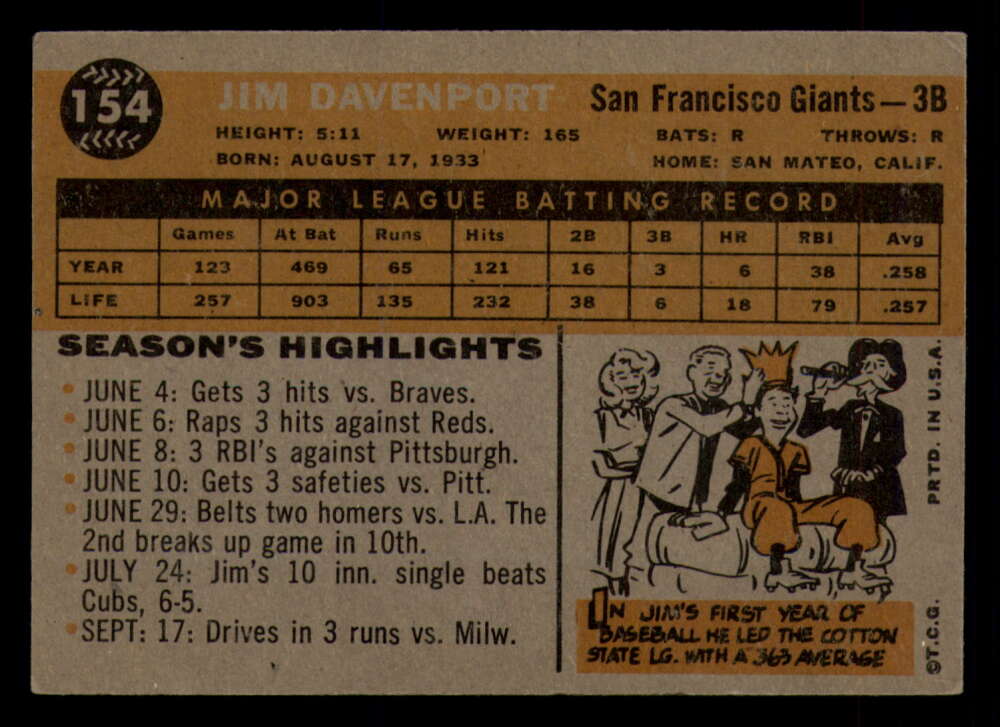 154
JIM DAVENPORT San Francisco Giants—3B
HEIGHT: 5:11 WEIGHT: 165 BATS: R THROWS: R
BORN: AUGUST 17, 1933 HOME: SAN MATEO, CALIF.
MAJOR LEAGUE BATTING RECORD
Games At Bat Runs Hits 2B 3B HR RBI Avg
YEAR 123 469 65 121 16 3 6 38 .258
LIFE 257 903 135 232 38 6 18 79 .257
SEASON'S HIGHLIGHTS
• JUNE 4: Gets 3 hits vs. Braves.
• JUNE 6: Raps 3 hits against Reds.
• JUNE 8: 3 RBI's against Pittsburgh.
• JUNE 10: Gets 3 safeties vs. Pitt.
• JUNE 29: Belts two homers vs. L.A. The
2nd breaks up game in 10th.
• JULY 24: Jim's 10 inn. single beats
Cubs, 6-5.
• SEPT: 17: Drives in 3 runs vs. Milw.
IN JIM'S FIRST YEAR OF
BASEBALL HE LED THE COTTON
STATE LG. WITH A 363 AVERAGE
©T.C.G. PRTD. IN U.S.A.